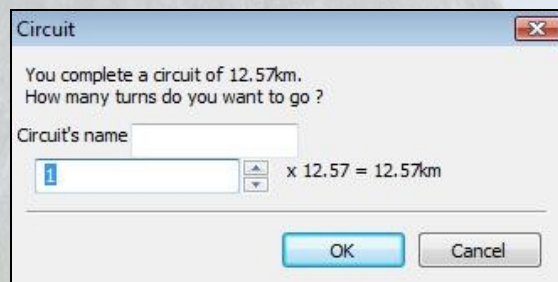 Circuit
You complete a circuit of 12.57km.
How many turns do you want to go ?
Circuit's name
1 x 12.57 = 12.57km
OK Cancel